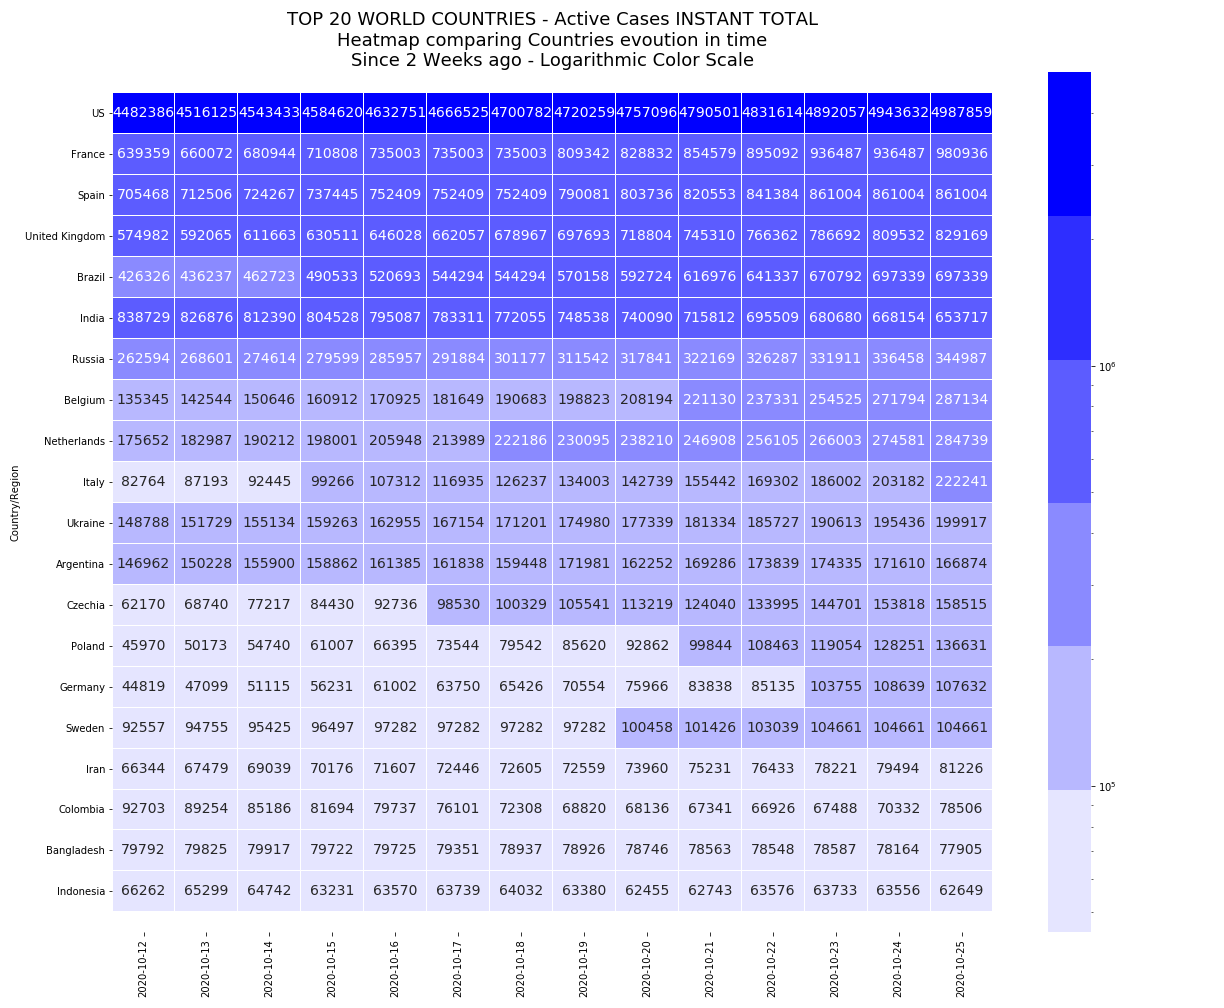 TOP 20 WORLD COUNTRIES - Active Cases INSTANT TOTAL
Heatmap comparing Countries evoution in time
Since 2 Weeks ago - Logarithmic Color Scale
US 4482386 4516125 4543433 4584620 4632751 4666525 4700782 4720259 4757096 4790501 4831614 4892057 4943632 4987859
France 639359 660072 680944 710808 735003 735003 735003 809342 828832 854579 895092 936487 936487 980936
Spain 705468 712506 724267 737445 752409 752409 752409 790081 803736 820553 841384 861004 861004 861004
United Kingdom 574982 592065 611663 630511 646028 662057 678967 697693 718804 745310 766362 786692 809532 829169
Brazil 426326 436237 462723 490533 520693 544294 544294 570158 592724 616976 641337 670792 697339 697339
India 838729 826876 812390 804528 795087 783311 772055 748538 740090 715812 695509 680680 668154 653717
Russia 262594 268601 274614 279599 285957 291884 301177 311542 317841 322169 326287 331911 336458 344987
10⁶
Belgium 135345 142544 150646 160912 170925 181649 190683 198823 208194 221130 237331 254525 271794 287134
Netherlands 175652 182987 190212 198001 205948 213989 222186 230095 238210 246908 256105 266003 274581 284739
Country/Region
Italy 82764 87193 92445 99266 107312 116935 126237 134003 142739 155442 169302 186002 203182 222241
Ukraine 148788 151729 155134 159263 162955 167154 171201 174980 177339 181334 185727 190613 195436 199917
Argentina 146962 150228 155900 158862 161385 161838 159448 171981 162252 169286 173839 174335 171610 166874
Czechia 62170 68740 77217 84430 92736 98530 100329 105541 113219 124040 133995 144701 153818 158515
Poland 45970 50173 54740 61007 66395 73544 79542 85620 92862 99844 108463 119054 128251 136631
Germany 44819 47099 51115 56231 61002 63750 65426 70554 75966 83838 85135 103755 108639 107632
Sweden 92557 94755 95425 96497 97282 97282 97282 97282 100458 101426 103039 104661 104661 104661
Iran 66344 67479 69039 70176 71607 72446 72605 72559 73960 75231 76433 78221 79494 81226
10⁵
Colombia 92703 89254 85186 81694 79737 76101 72308 68820 68136 67341 66926 67488 70332 78506
Bangladesh 79792 79825 79917 79722 79725 79351 78937 78926 78746 78563 78548 78587 78164 77905
Indonesia 66262 65299 64742 63231 63570 63739 64032 63380 62455 62743 63576 63733 63556 62649
2020-10-12 2020-10-13 2020-10-14 2020-10-15 2020-10-16 2020-10-17 2020-10-18 2020-10-19 2020-10-20 2020-10-21 2020-10-22 2020-10-23 2020-10-24 2020-10-25